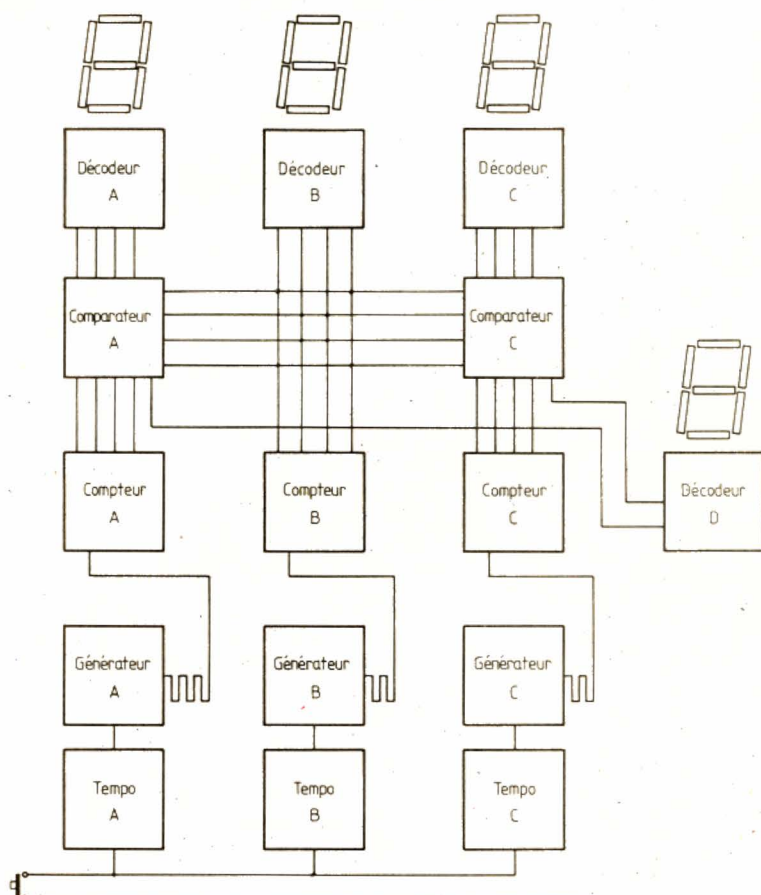 Décodeur
A
Décodeur
B
Décodeur
C
Comparateur
A
Comparateur
C
Compteur
A
Compteur
B
Compteur
C
Décodeur
D
Générateur
A
Générateur
B
Générateur
C
Tempo
A
Tempo
B
Tempo
C